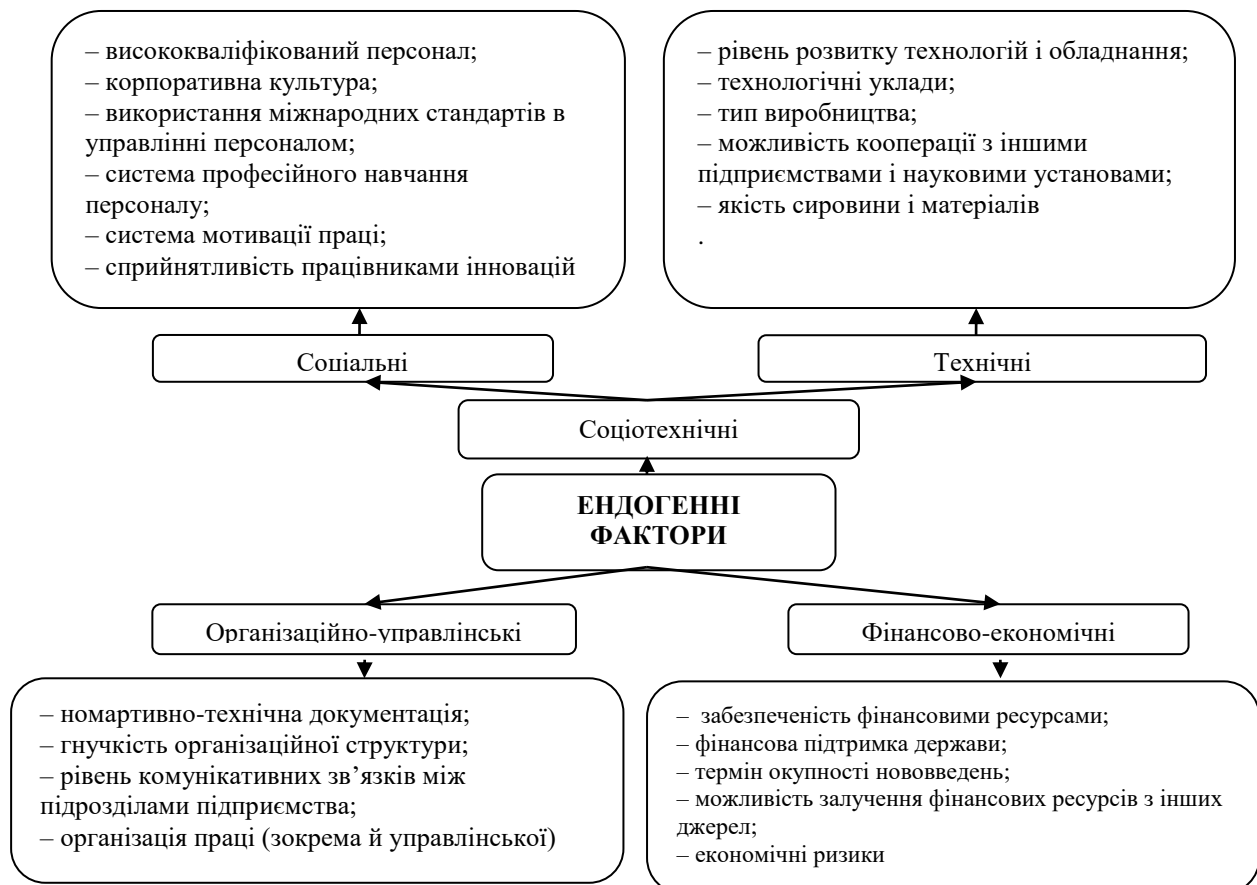 – висококваліфікований персонал;
– корпоративна культура;
– використання міжнародних стандартів в
управлінні персоналом;
– система професійного навчання
персоналу;
– система мотивації праці;
– сприйнятливість працівниками інновацій
– рівень розвитку технологій і обладнання;
– технологічні уклади;
– тип виробництва;
– можливість кооперації з іншими
підприємствами і науковими установами;
– якість сировини і матеріалів
.
Соціальні
Технічні
Соціотехнічні
ЕНДОГЕННІ
ФАКТОРИ
Організаційно-управлінські
Фінансово-економічні
– номартивно-технічна документація;
– гнучкість організаційної структури;
– рівень комунікативних зв’язків між
підрозділами підприємства;
– організація праці (зокрема й управлінської)
– забезпеченість фінансовими ресурсами;
– фінансова підтримка держави;
– термін окупності нововведень;
– можливість залучення фінансових ресурсів з інших
джерел;
– економічні ризики